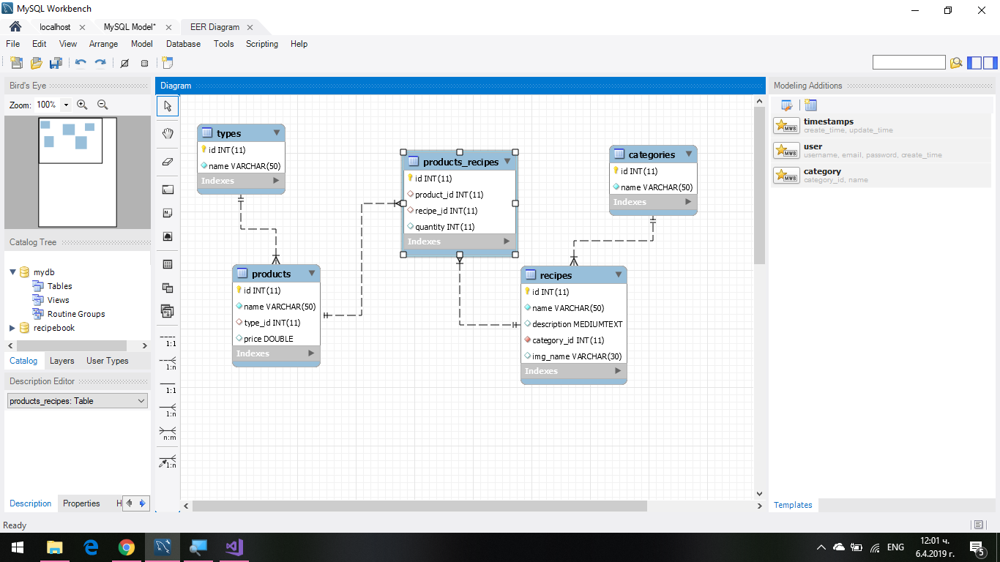 MySQL Workbench
localhost
MySQL Model*
EER Diagram
File Edit View Arrange Model Database Tools Scripting Help
Bird's Eye
Zoom: 100%
Diagram
Modeling Additions
timestamps
create_time, update_time
user
username, email, password, create_time
category
category_id, name
types
id INT(11)
name VARCHAR(50)
Indexes
products_recipes
id INT(11)
product_id INT(11)
recipe_id INT(11)
quantity INT(11)
Indexes
categories
id INT(11)
name VARCHAR(50)
Indexes
products
id INT(11)
name VARCHAR(50)
type_id INT(11)
price DOUBLE
Indexes
recipes
id INT(11)
name VARCHAR(50)
description MEDIUMTEXT
category_id INT(11)
img_name VARCHAR(30)
Indexes
Catalog Tree
mydb
Tables
Views
Routine Groups
recipebook
Catalog Layers User Types
Description Editor
products_recipes: Table
Description Properties H
1:1
1:n
1:1
1:n
n:m
1:n
MWB
MWB
MWB
Templates
Ready
ENG
12:01 ч.
6.4.2019 г.
5